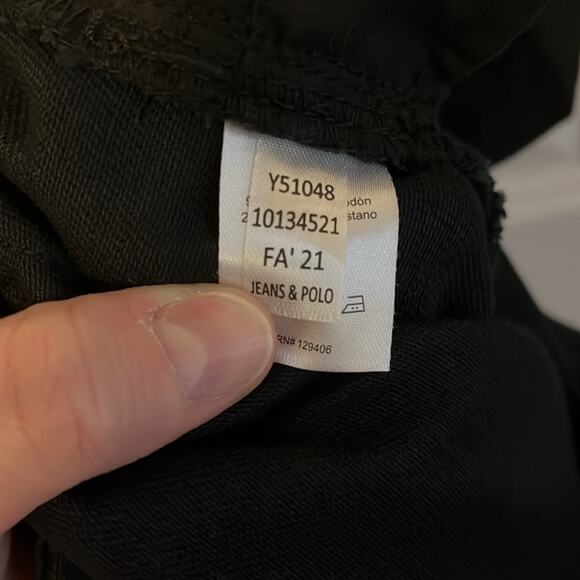 Y51048
10134521
FA' 21
JEANS & POLO
RN# 129406